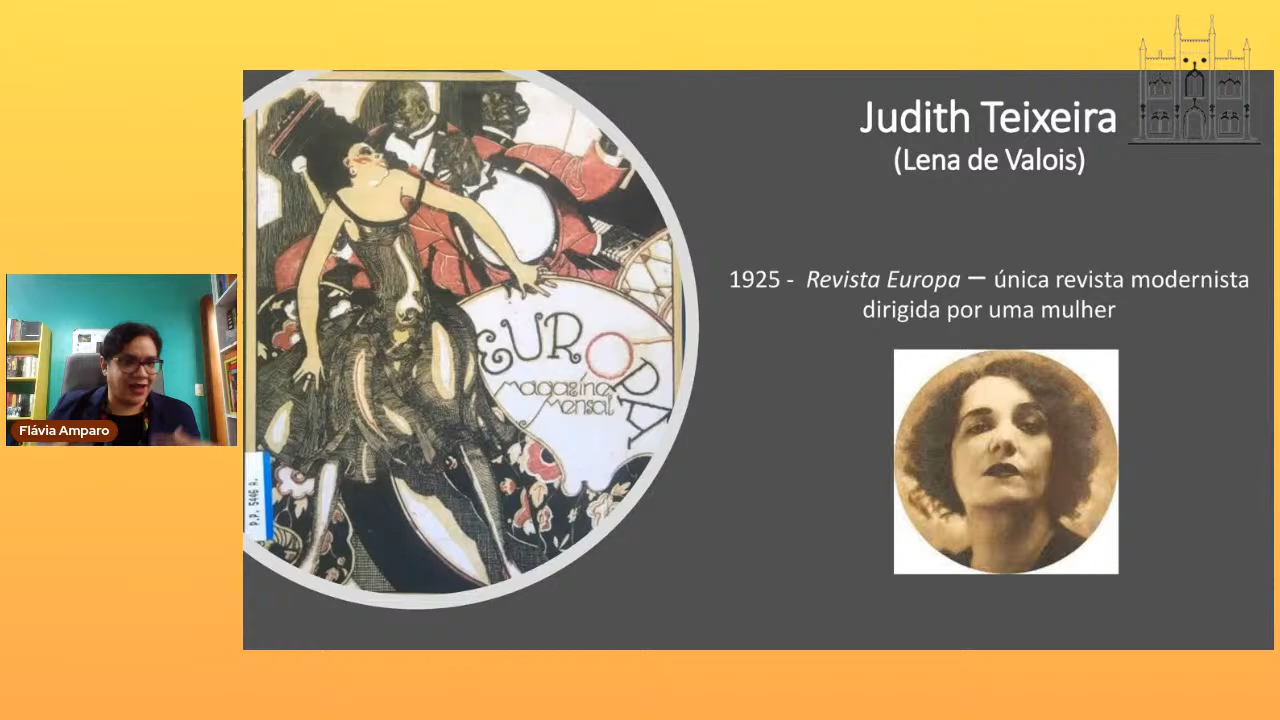 Judith Teixeira
(Lena de Valois)
1925 - Revista Europa – única revista modernista
dirigida por uma mulher
EUROPA
magazine
mensal
P.P. 5446 A.
Flávia Amparo